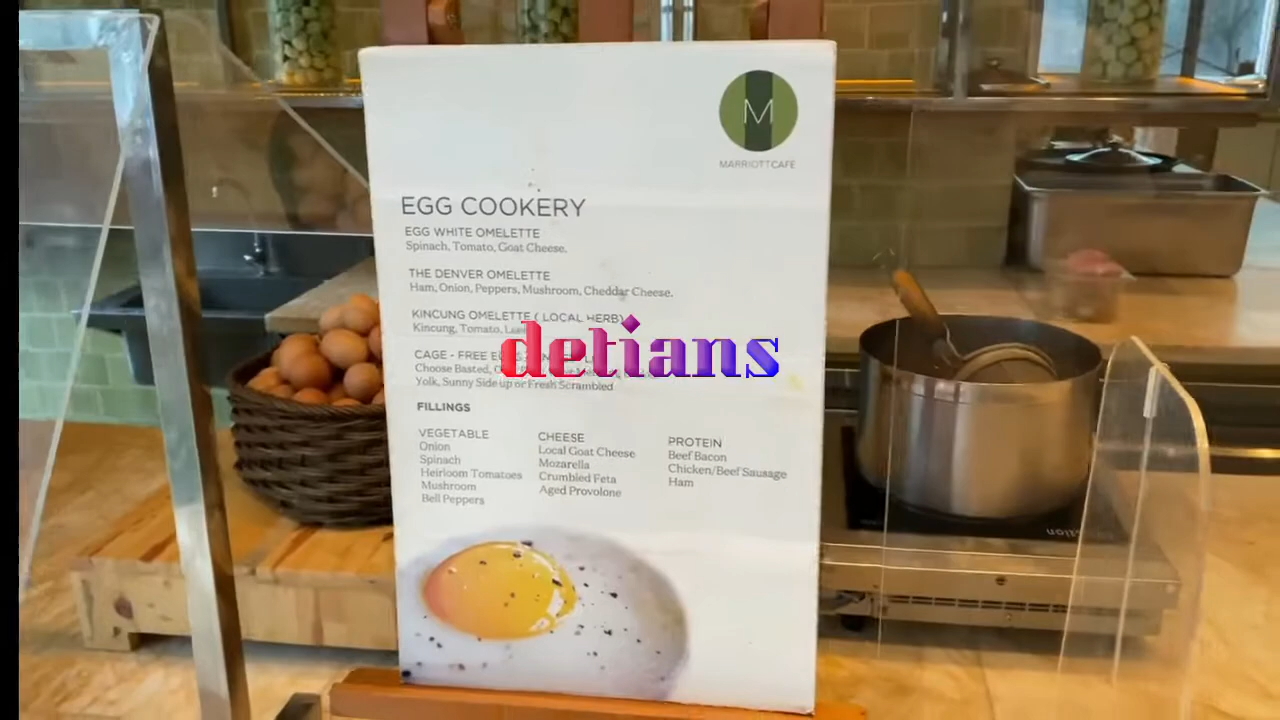 M
MARRIOTTCAFE
EGG COOKERY
EGG WHITE OMELETTE
Spinach, Tomato, Goat Cheese.
THE DENVER OMELETTE
Ham, Onion, Peppers, Mushroom, Cheddar Cheese.
KINCUNG OMELETTE ( LOCAL HERB)
Kincung, Tomato,
detians
CAGE - FREE
Choose Basted,
Yolk, Sunny Side up or Fresh Scrambled
FILLINGS
VEGETABLE
Onion
Spinach
Heirloom Tomatoes
Mushroom
Bell Peppers
CHEESE
Local Goat Cheese
Mozarella
Crumbled Feta
Aged Provolone
PROTEIN
Beef Bacon
Chicken/Beef Sausage
Ham